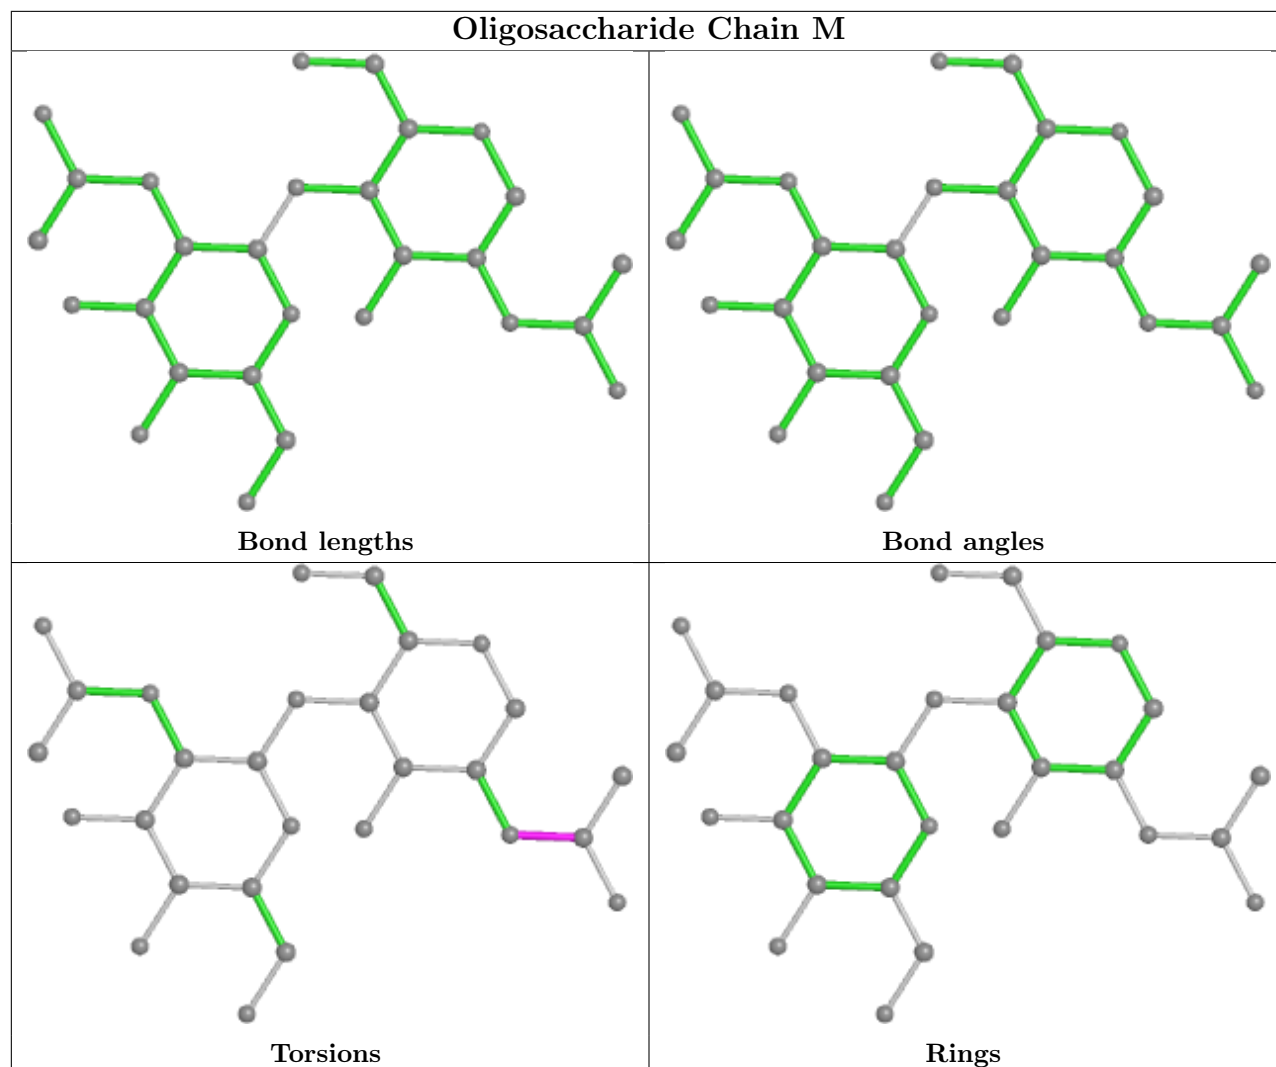 Oligosaccharide Chain M
Bond lengths
Bond angles
Torsions
Rings